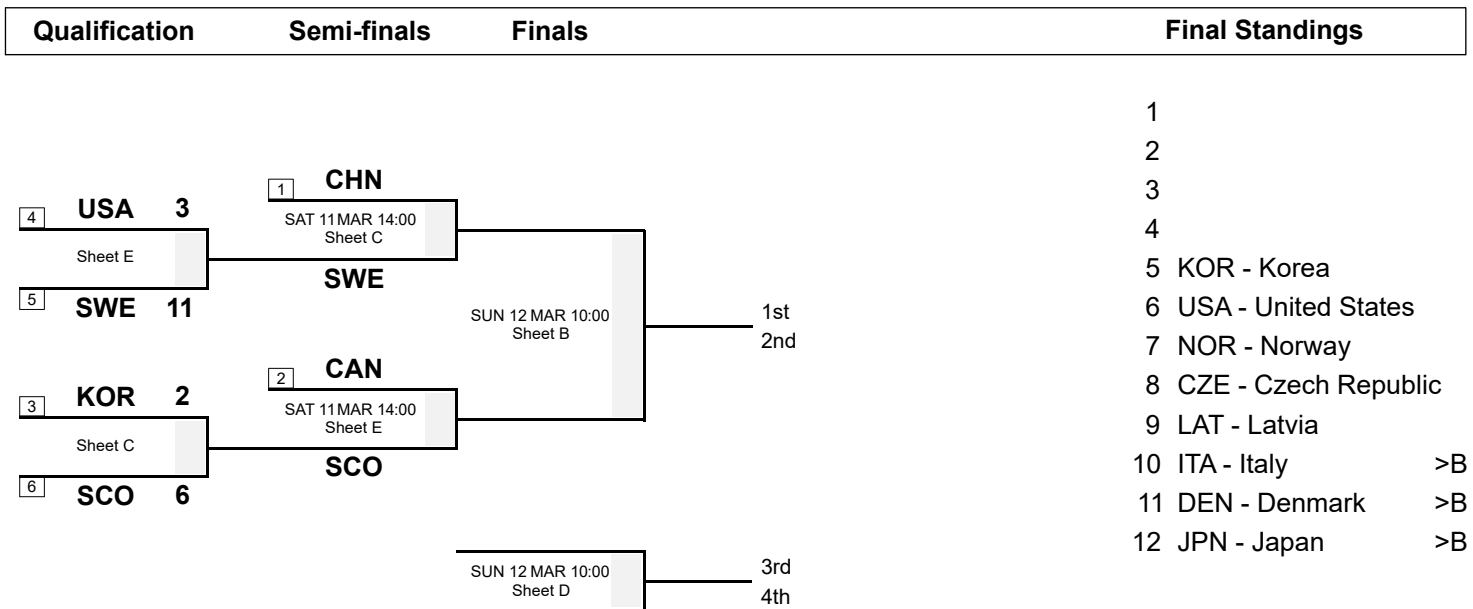 Qualification Semi-finals Finals Final Standings
1
2
1 CHN
3
4 USA 3
SAT 11 MAR 14:00
Sheet C
4
Sheet E
5 KOR - Korea
SWE
5 SWE 11
6 USA - United States
SUN 12 MAR 10:00
Sheet B
1st
2nd
7 NOR - Norway
2 CAN
8 CZE - Czech Republic
3 KOR 2
SAT 11 MAR 14:00
Sheet E
9 LAT - Latvia
Sheet C
SCO
10 ITA - Italy >B
6 SCO 6
11 DEN - Denmark >B
12 JPN - Japan >B
SUN 12 MAR 10:00
Sheet D
3rd
4th